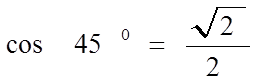 cos 45⁰ = √2/2